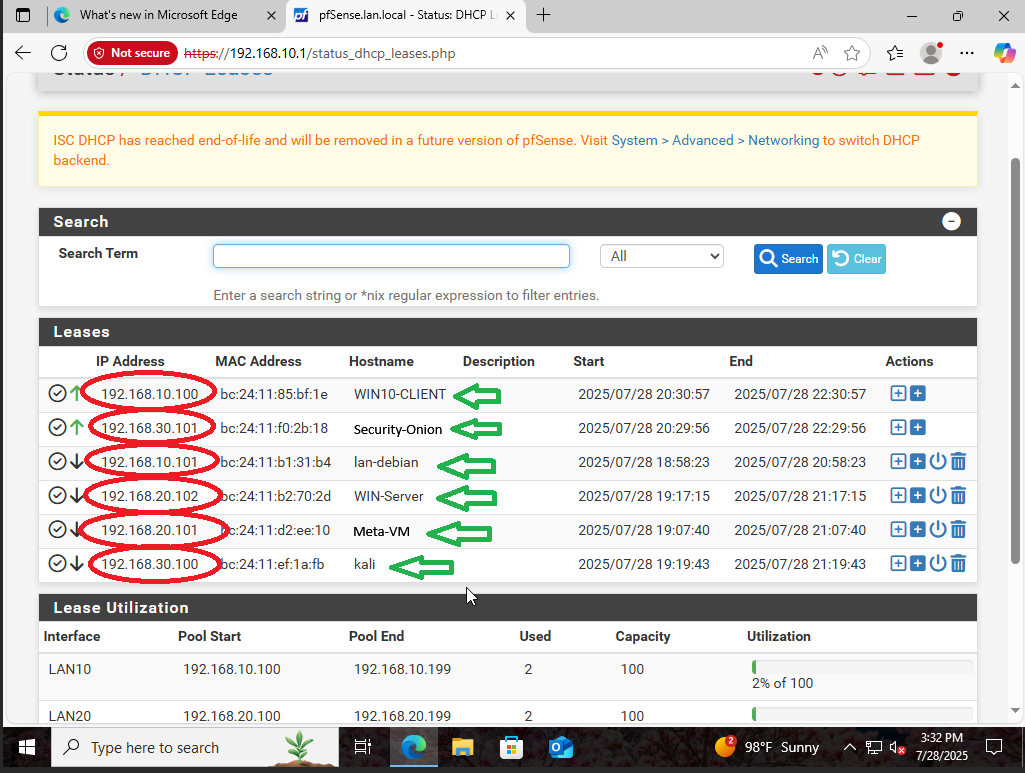 What's new in Microsoft Edge
pfSense.lan.local - Status: DHCP L
Not secure https://192.168.10.1/status_dhcp_leases.php
Status / DHCP Leases
ISC DHCP has reached end-of-life and will be removed in a future version of pfSense. Visit System > Advanced > Networking to switch DHCP
backend.
Search
Search Term All Search Clear
Enter a search string or *nix regular expression to filter entries.
Leases
IP Address MAC Address Hostname Description Start End Actions
192.168.10.100 bc:24:11:85:bf:1e WIN10-CLIENT 2025/07/28 20:30:57 2025/07/28 22:30:57
192.168.30.101 bc:24:11:f0:2b:18 Security-Onion 2025/07/28 20:29:56 2025/07/28 22:29:56
192.168.10.101 bc:24:11:b1:31:b4 lan-debian 2025/07/28 18:58:23 2025/07/28 20:58:23
192.168.20.102 bc:24:11:b2:70:2d WIN-Server 2025/07/28 19:17:15 2025/07/28 21:17:15
192.168.20.101 bc:24:11:d2:ee:10 Meta-VM 2025/07/28 19:07:40 2025/07/28 21:07:40
192.168.30.100 bc:24:11:ef:1a:fb kali 2025/07/28 19:19:43 2025/07/28 21:19:43
Lease Utilization
Interface Pool Start Pool End Used Capacity Utilization
LAN10 192.168.10.100 192.168.10.199 2 100
2% of 100
LAN20 192.168.20.100 192.168.20.199 2 100
Type here to search 2 98°F Sunny 3:32 PM
7/28/2025